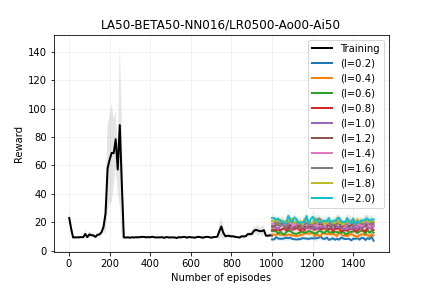 LA50-BETA50-NN016/LR0500-Ao00-Ai50
Reward
140
120
100
80
60
40
20
0
Training
(l=0.2)
(l=0.4)
(l=0.6)
(l=0.8)
(l=1.0)
(l=1.2)
(l=1.4)
(l=1.6)
(l=1.8)
(l=2.0)
0 200 400 600 800 1000 1200 1400
Number of episodes